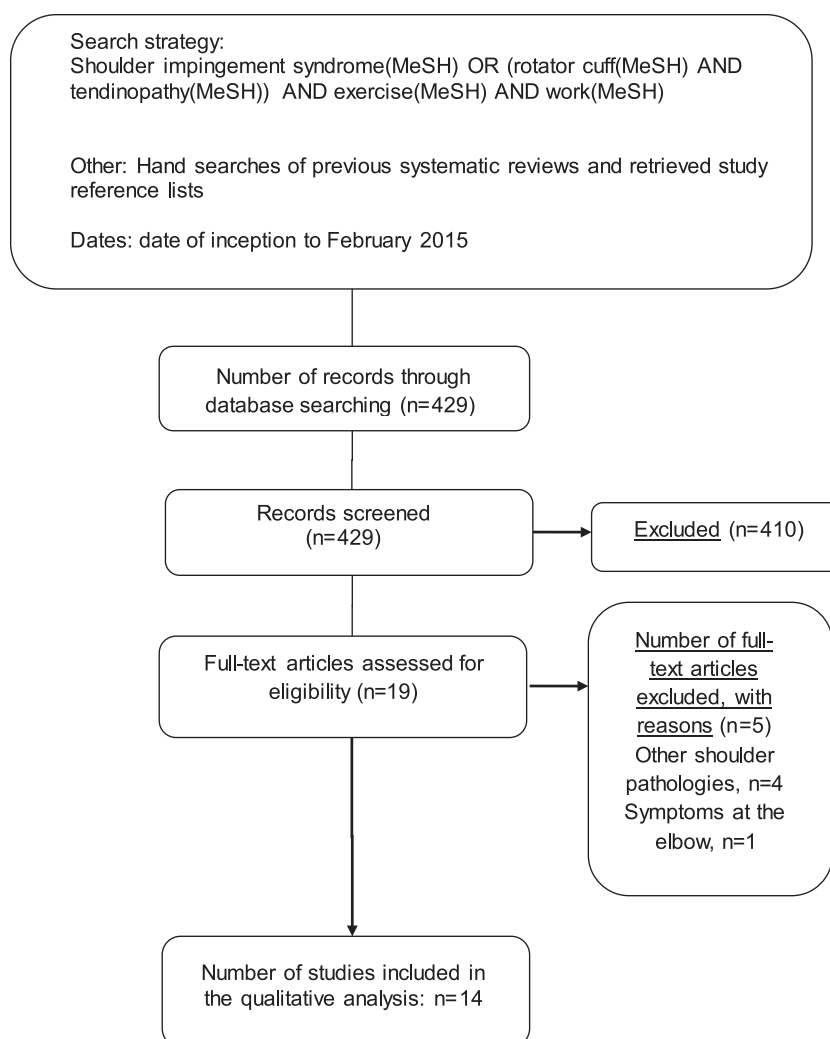 Search strategy:
Shoulder impingement syndrome(MeSH) OR (rotator cuff(MeSH) AND
tendinopathy(MeSH)) AND exercise(MeSH) AND work(MeSH)
Other: Hand searches of previous systematic reviews and retrieved study
reference lists
Dates: date of inception to February 2015
Number of records through
database searching (n=429)
Records screened
(n=429)
Excluded (n=410)
Full-text articles assessed for
eligibility (n=19)
Number of full-
text articles
excluded, with
reasons (n=5)
Other shoulder
pathologies, n=4
Symptoms at the
elbow, n=1
Number of studies included in
the qualitative analysis: n=14